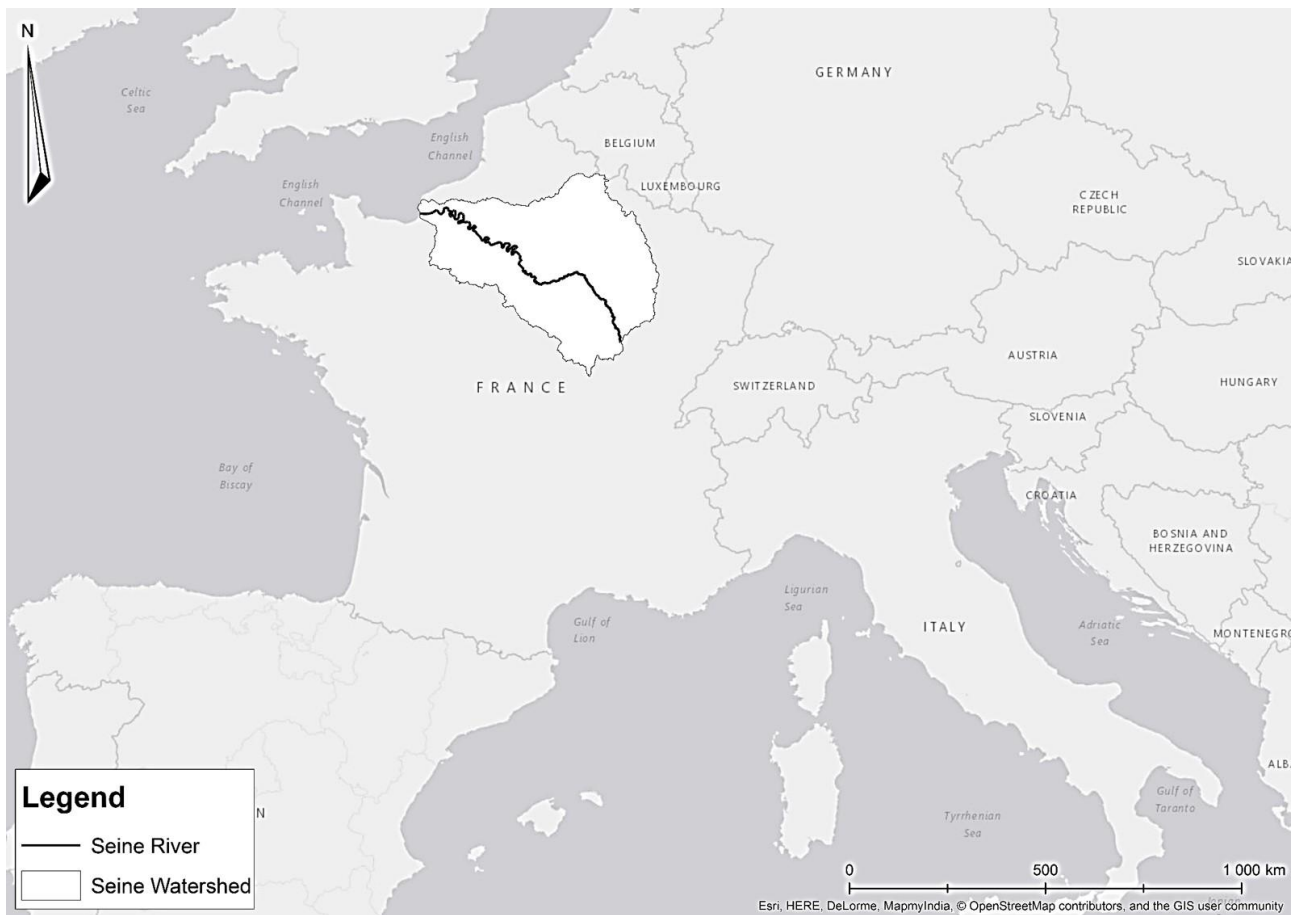 N
Celtic
Sea
English
Channel
English
Channel
GERMANY
BELGIUM
LUXEMBOURG
CZECH
REPUBLIC
SLOVAKIA
AUSTRIA
HUNGARY
SWITZERLAND
SLOVENIA
FRANCE
Bay of
Biscay
CROATIA
BOSNIA AND
HERZEGOVINA
Ligurian
Sea
Gulf of
Lion
ITALY
Adriatic
Sea
MONTENEGRO
ALB
Gulf of
Taranto
Tyrrhenian
Sea
N
Legend
Seine River
Seine Watershed
0 500 1 000 km
Esri, HERE, DeLorme, MapmyIndia, © OpenStreetMap contributors, and the GIS user community